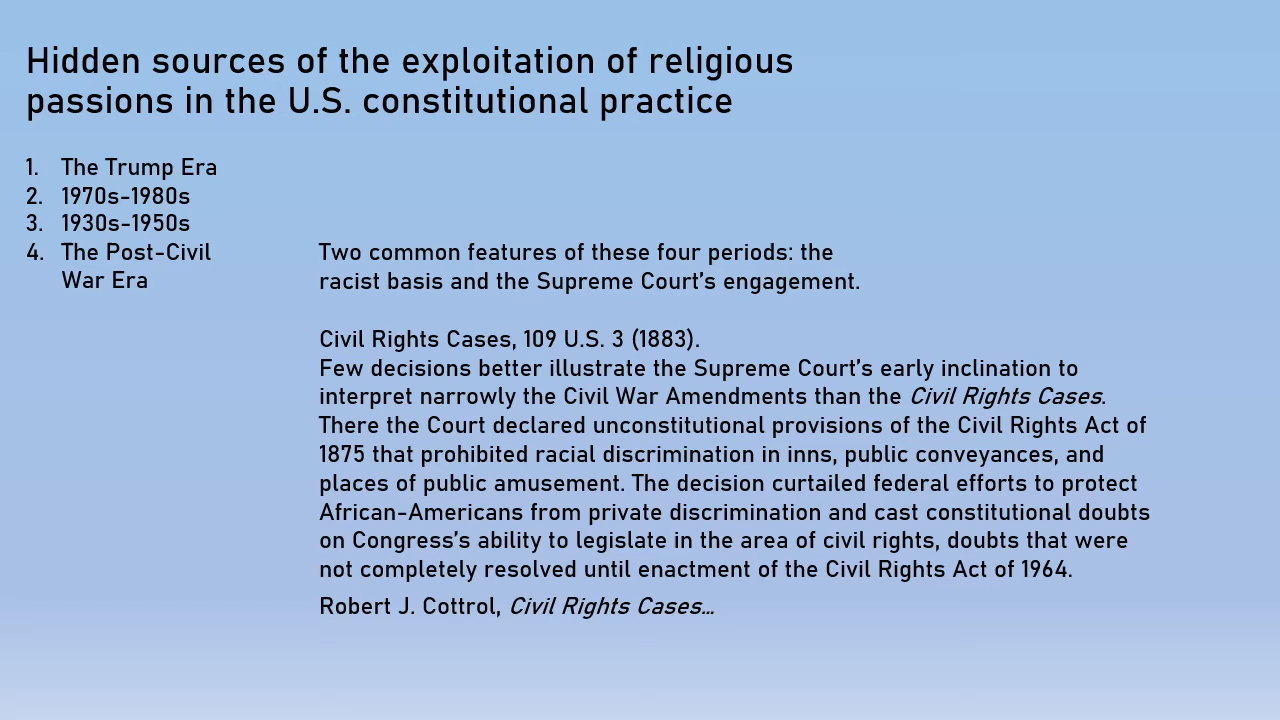 Hidden sources of the exploitation of religious
passions in the U.S. constitutional practice
1. The Trump Era
2. 1970s-1980s
3. 1930s-1950s
4. The Post-Civil
War Era
Two common features of these four periods: the
racist basis and the Supreme Court’s engagement.
Civil Rights Cases, 109 U.S. 3 (1883).
Few decisions better illustrate the Supreme Court’s early inclination to
interpret narrowly the Civil War Amendments than the Civil Rights Cases.
There the Court declared unconstitutional provisions of the Civil Rights Act of
1875 that prohibited racial discrimination in inns, public conveyances, and
places of public amusement. The decision curtailed federal efforts to protect
African-Americans from private discrimination and cast constitutional doubts
on Congress’s ability to legislate in the area of civil rights, doubts that were
not completely resolved until enactment of the Civil Rights Act of 1964.
Robert J. Cottrol, Civil Rights Cases…